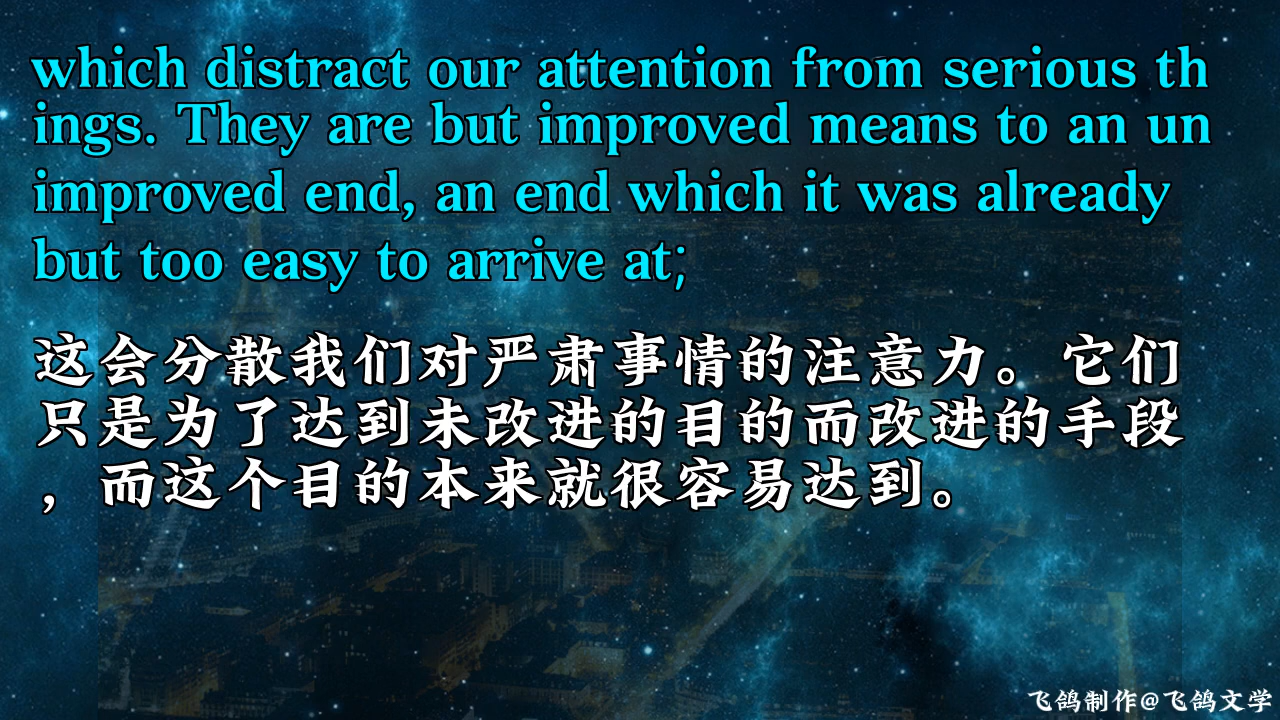 which distract our attention from serious th
ings. They are but improved means to an un
improved end, an end which it was already
but too easy to arrive at;
这会分散我们对严肃事情的注意力。它们
只是为了达到未改进的目的而改进的手段
，而这个目的本来就很容易达到。
飞鸽制作@飞鸽文学